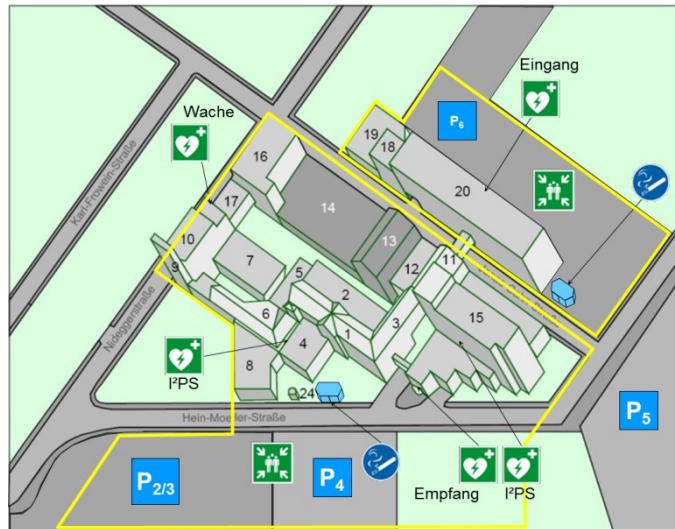 Eingang
Wache
P6
19
18
16
20
17
14
13
10
11
12
9
7
5
2
6
1
3
15
4
8
24
Karl-Frowein-Straße
Nideggerstraße
Hein-Moeller-Straße
I²PS
P5
P2/3
P4
Empfang
I²PS